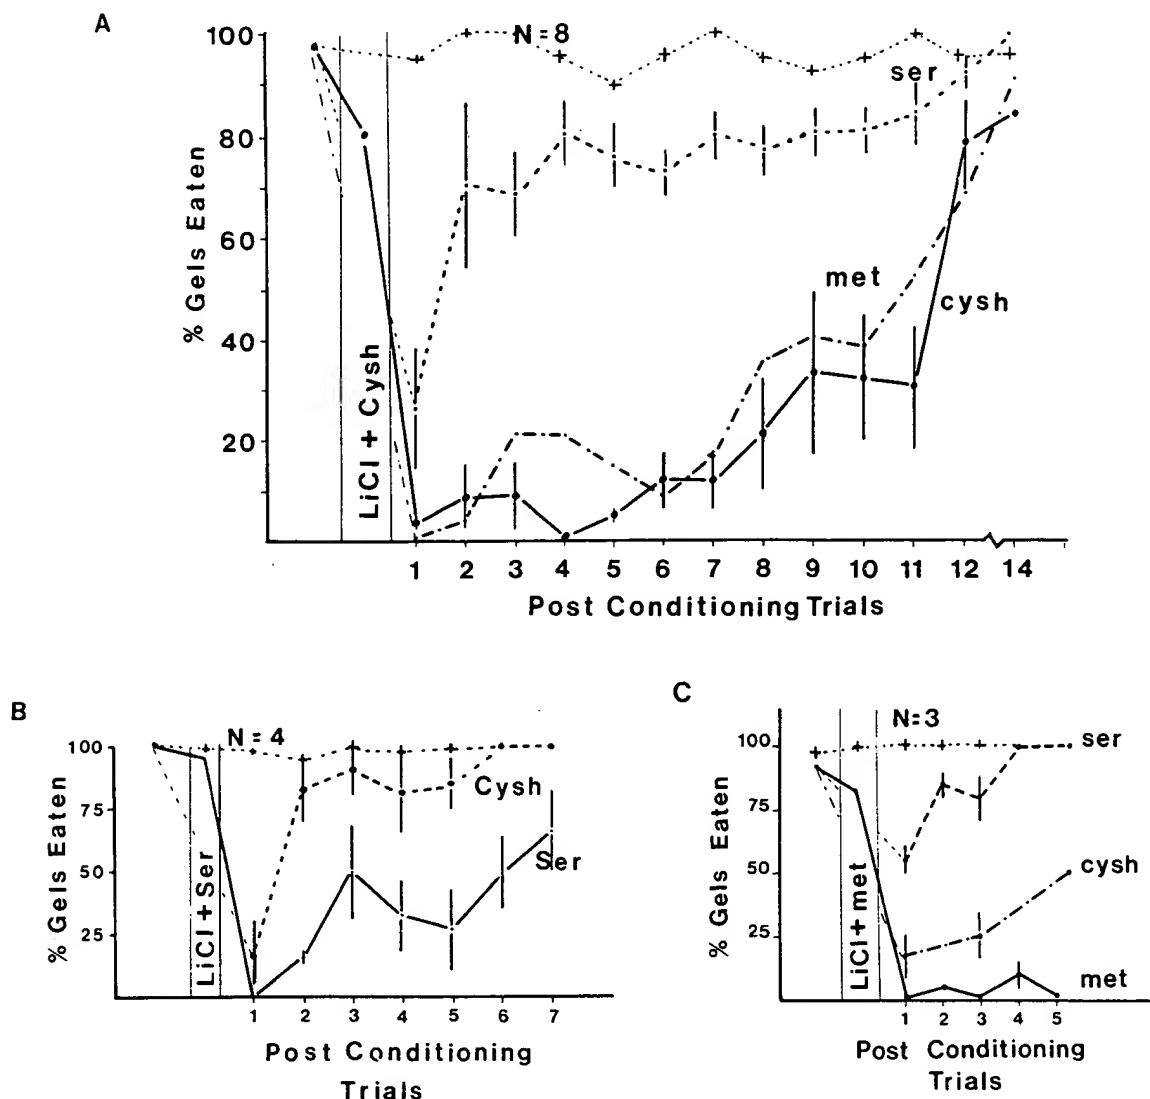 A
100
N=8
ser
80
% Gels Eaten
60
met
cysh
40
LiCl + Cysh
20
1 2 3 4 5 6 7 8 9 10 11 12 14
Post Conditioning Trials
B
N=4
100
Cysh
75
% Gels Eaten
50
Ser
LiCl + Ser
25
1 2 3 4 5 6 7
Post Conditioning
Trials
C
N=3
100
ser
75
% Gels Eaten
50
cysh
LiCl + met
25
met
1 2 3 4 5
Post Conditioning
Trials